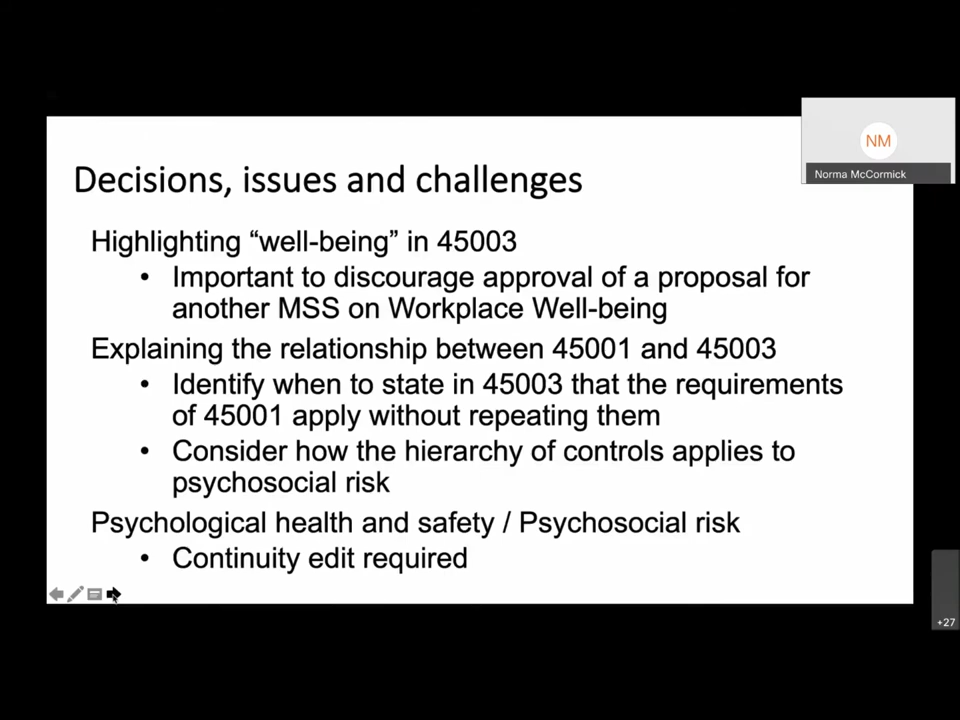 NM
Norma McCormick
Decisions, issues and challenges
Highlighting “well-being” in 45003
• Important to discourage approval of a proposal for
another MSS on Workplace Well-being
Explaining the relationship between 45001 and 45003
• Identify when to state in 45003 that the requirements
of 45001 apply without repeating them
• Consider how the hierarchy of controls applies to
psychosocial risk
Psychological health and safety / Psychosocial risk
• Continuity edit required
+27